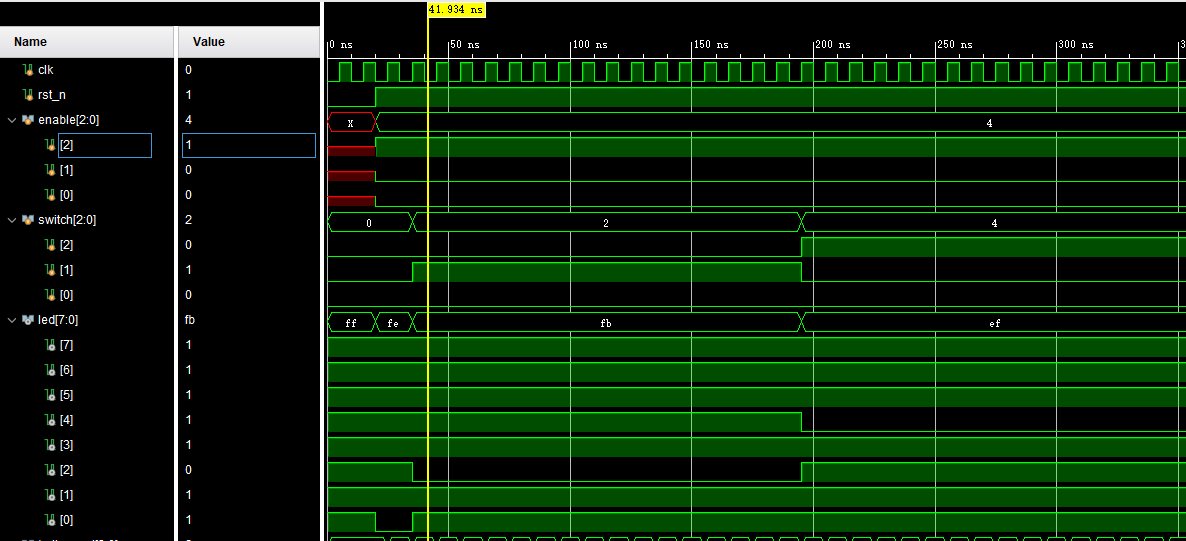 41.934 ns
Name Value
0 ns 50 ns 100 ns 150 ns 200 ns 250 ns 300 ns
clk 0
rst_n 1
enable[2:0] 4 X 4
[2] 1
[1] 0
[0] 0
switch[2:0] 2 0 2 4
[2] 0
[1] 1
[0] 0
led[7:0] fb ff fe fb ef
[7] 1
[6] 1
[5] 1
[4] 1
[3] 1
[2] 0
[1] 1
[0] 1